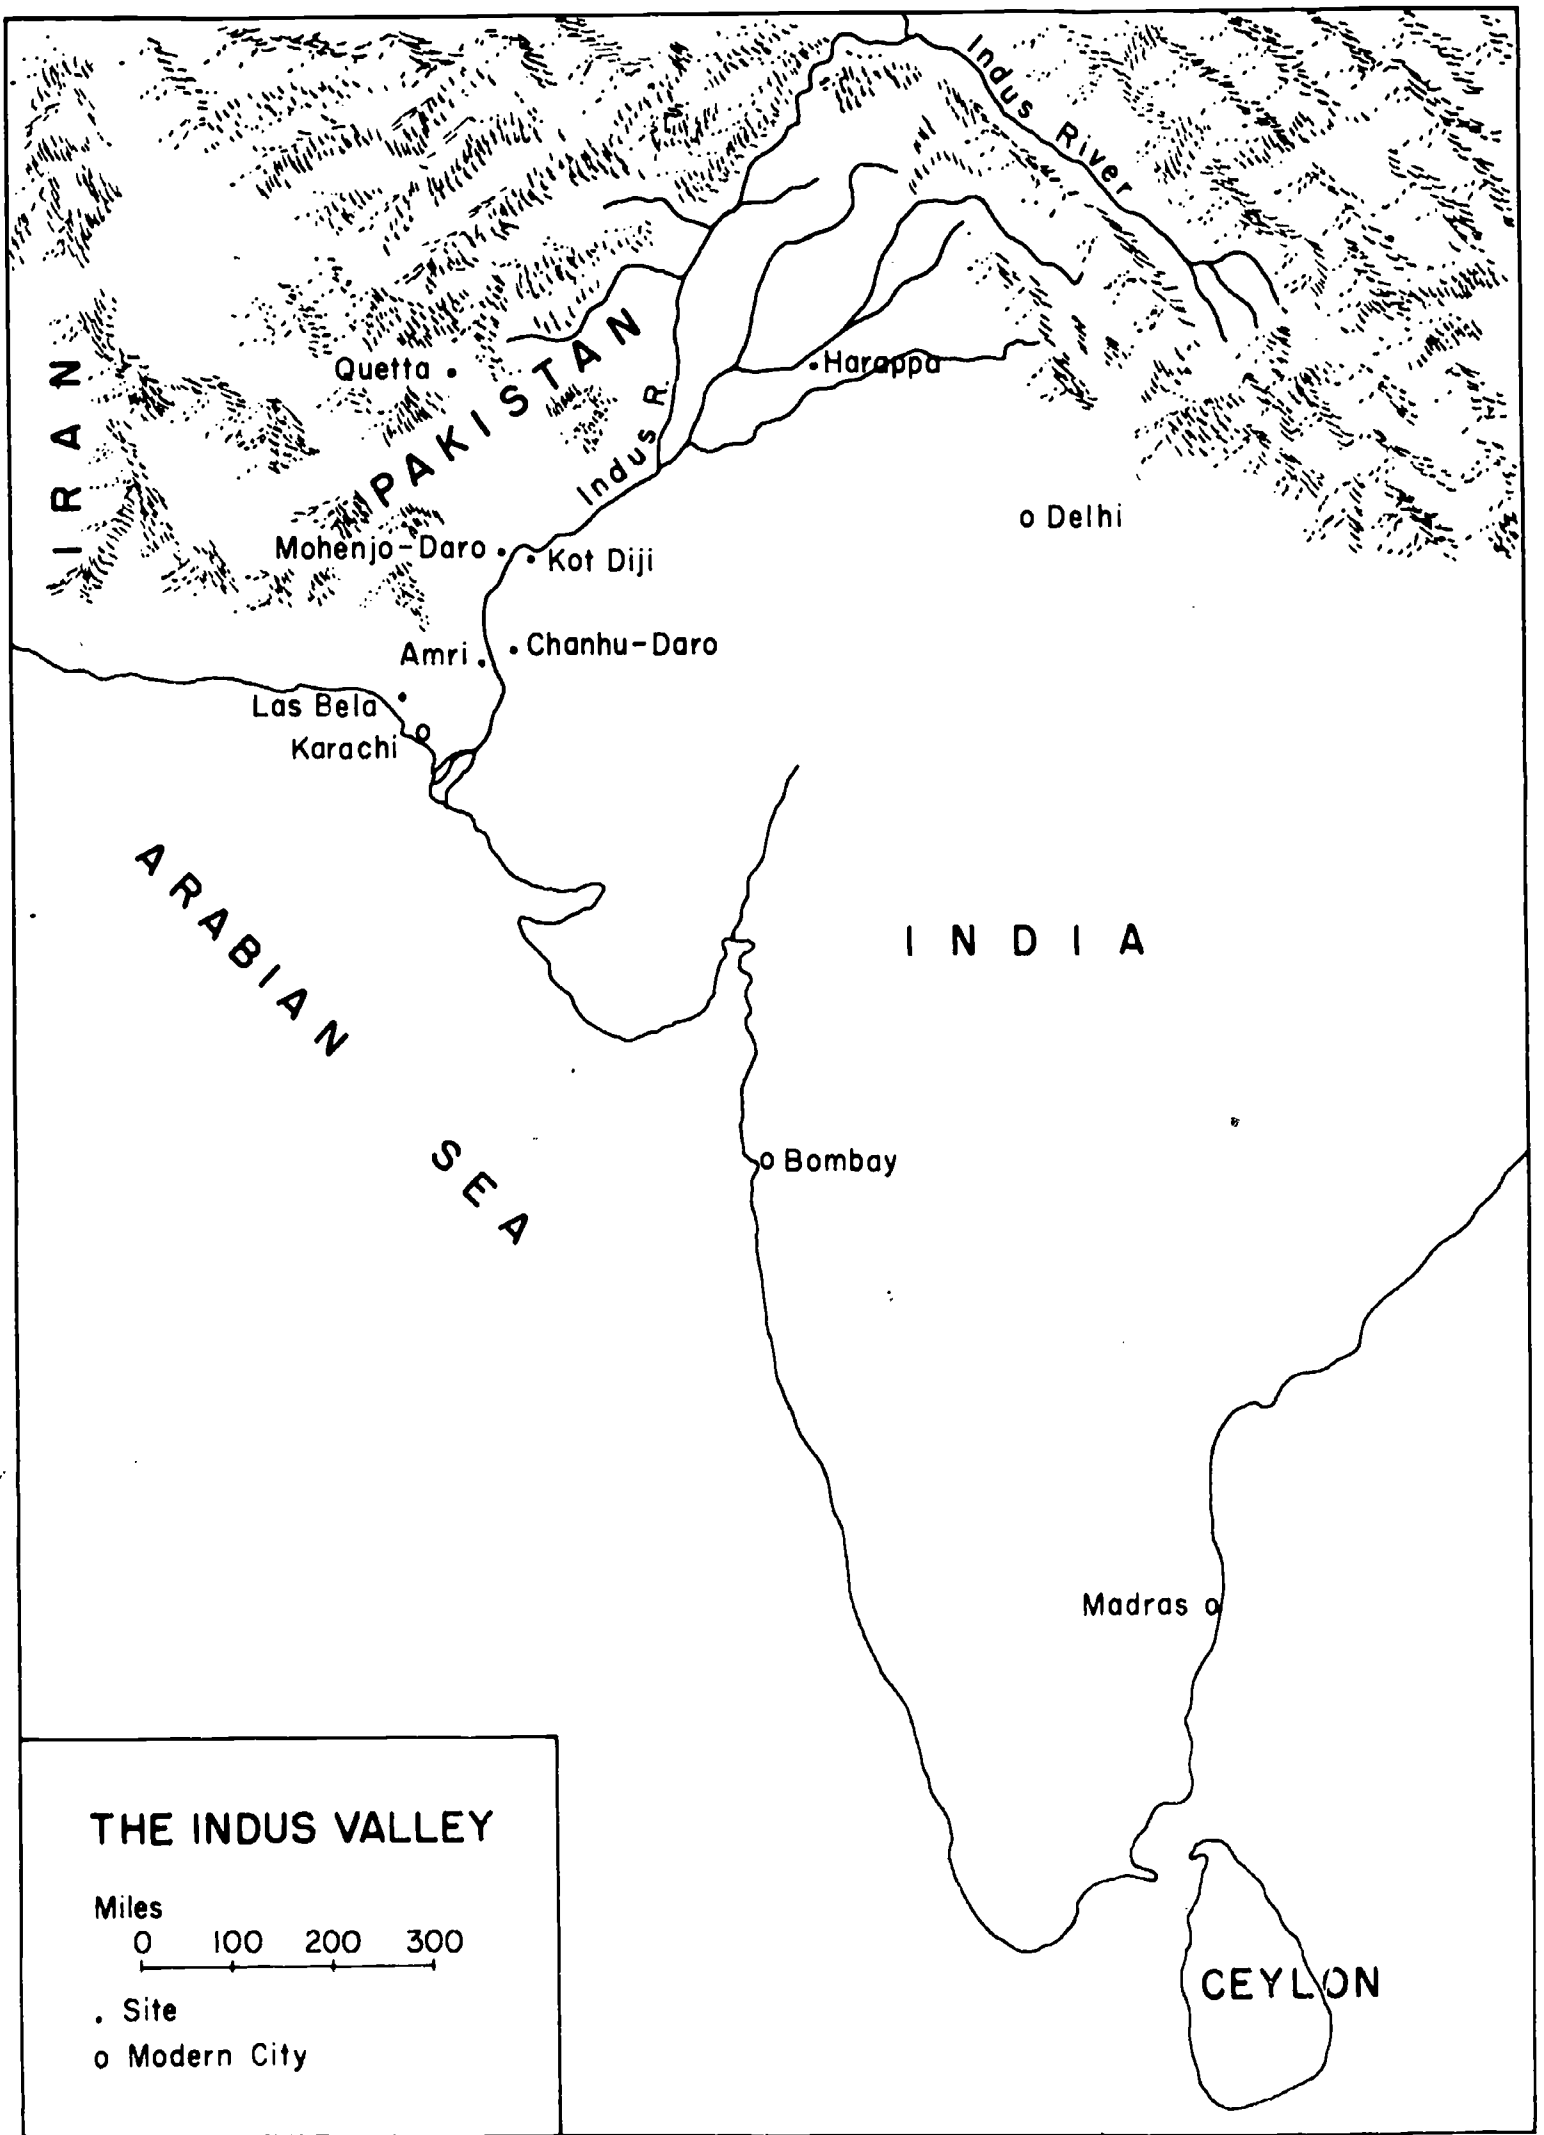 Indus River
IRAN
PAKISTAN
Quetta
Harappa
Indus R.
Delhi
Mohenjo-Daro
Kot Diji
Amri
Chanhu-Daro
Las Bela
Karachi
ARABIAN SEA
INDIA
Bombay
Madras
CEYLON
THE INDUS VALLEY
Miles
0 100 200 300
. Site
o Modern City